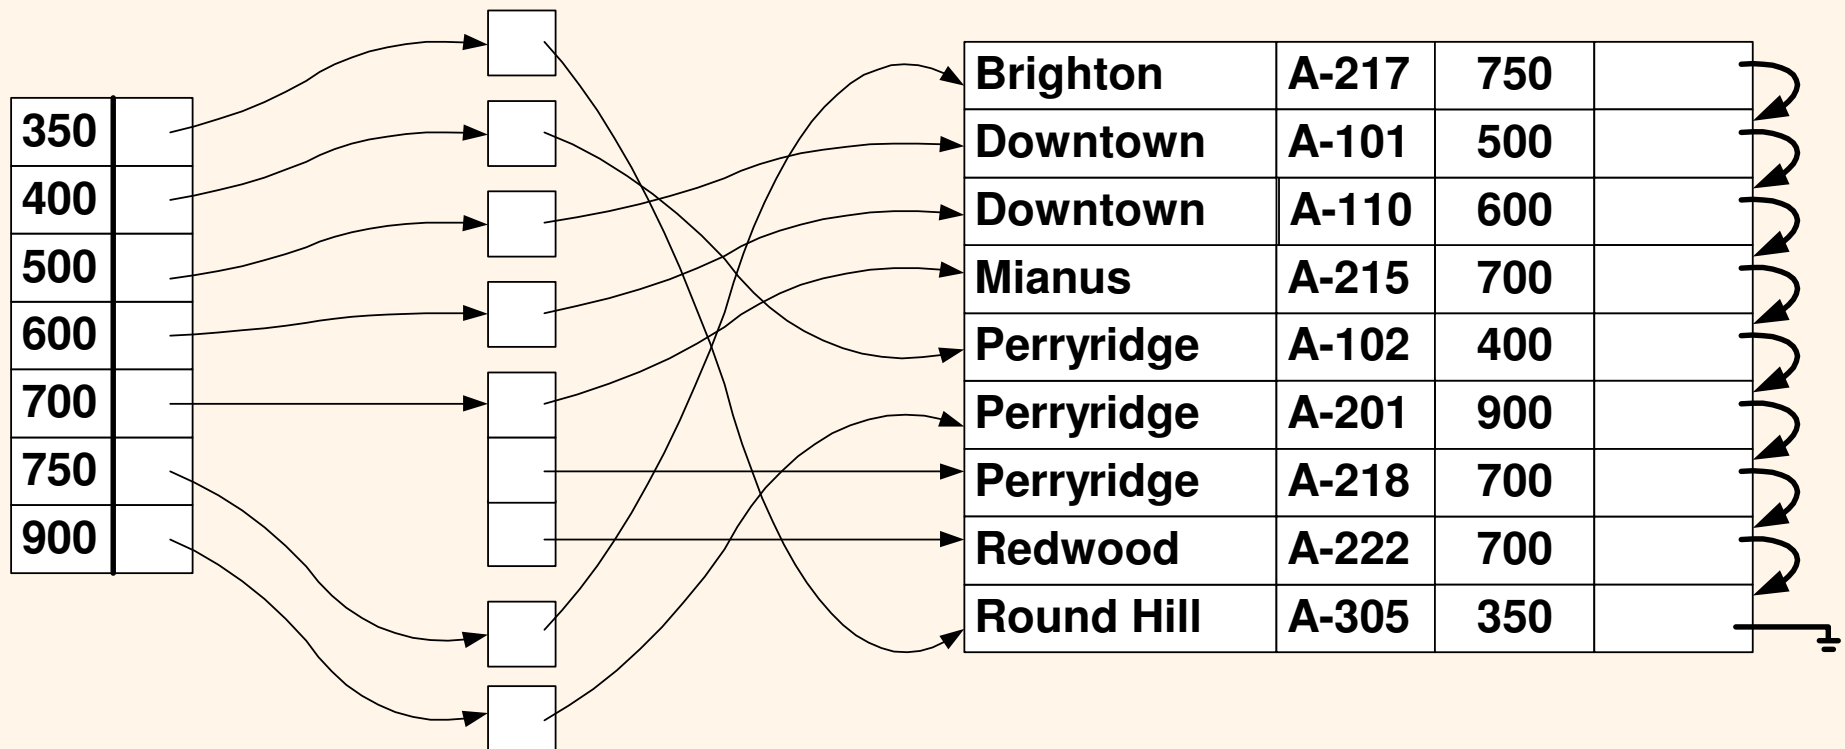 350
400
500
600
700
750
900
Brighton A-217 750
Downtown A-101 500
Downtown A-110 600
Mianus A-215 700
Perryridge A-102 400
Perryridge A-201 900
Perryridge A-218 700
Redwood A-222 700
Round Hill A-305 350